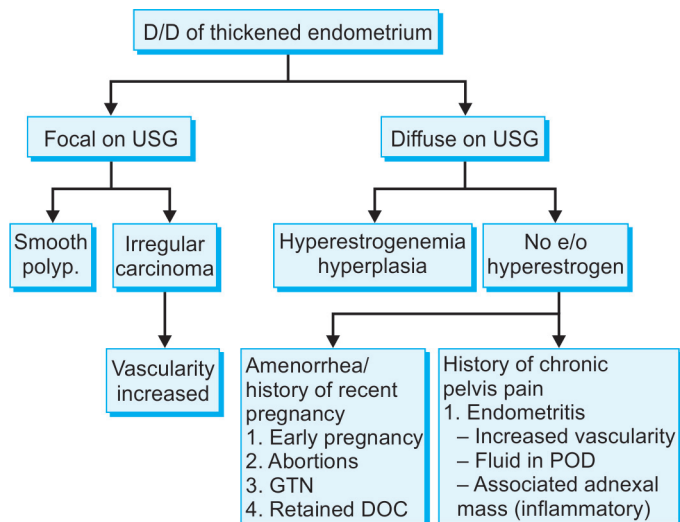 D/D of thickened endometrium
Focal on USG
Diffuse on USG
Smooth
polyp.
Irregular
carcinoma
Hyperestrogenemia
hyperplasia
No e/o
hyperestrogen
Vascularity
increased
Amenorrhea/
history of recent
pregnancy
1. Early pregnancy
2. Abortions
3. GTN
4. Retained DOC
History of chronic
pelvis pain
1. Endometritis
– Increased vascularity
– Fluid in POD
– Associated adnexal
mass (inflammatory)